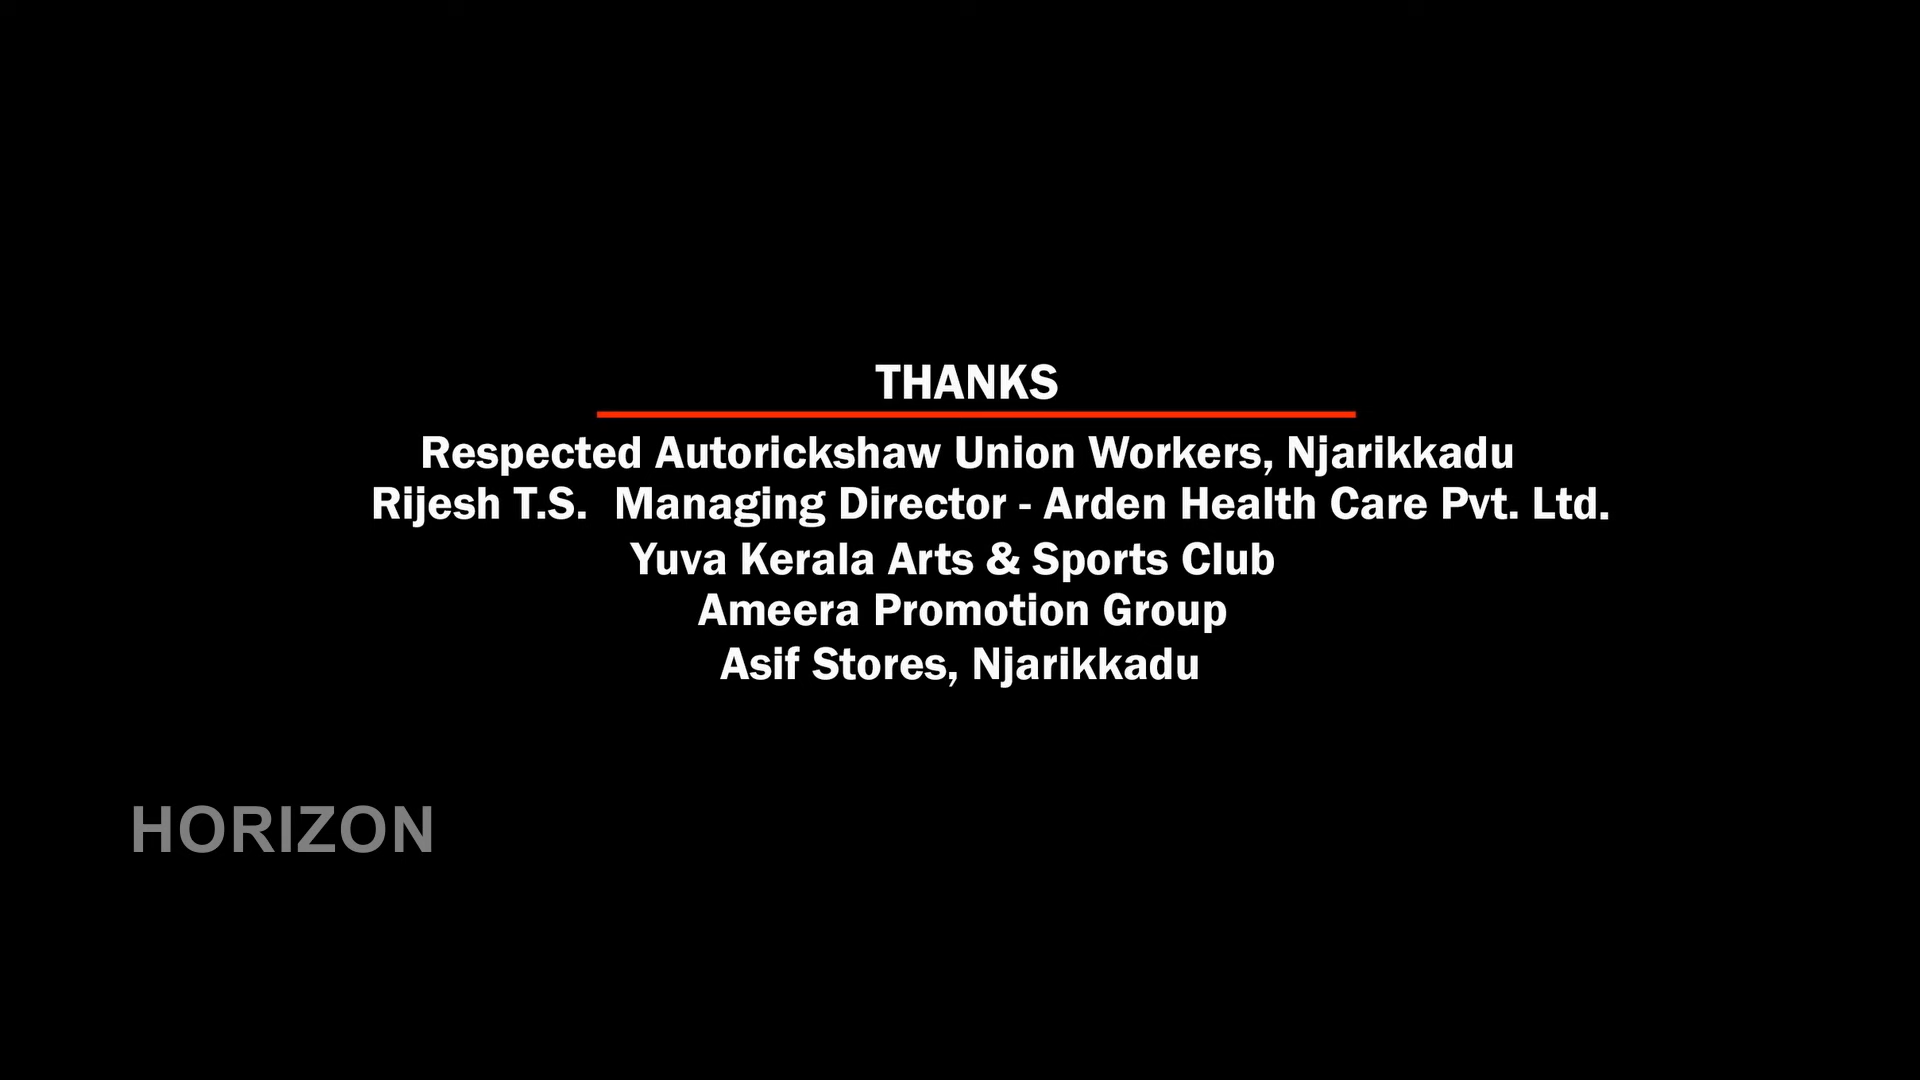 THANKS
Respected Autorickshaw Union Workers, Njarikkadu
Rijesh T.S.  Managing Director - Arden Health Care Pvt. Ltd.
Yuva Kerala Arts & Sports Club
Ameera Promotion Group
Asif Stores, Njarikkadu
HORIZON